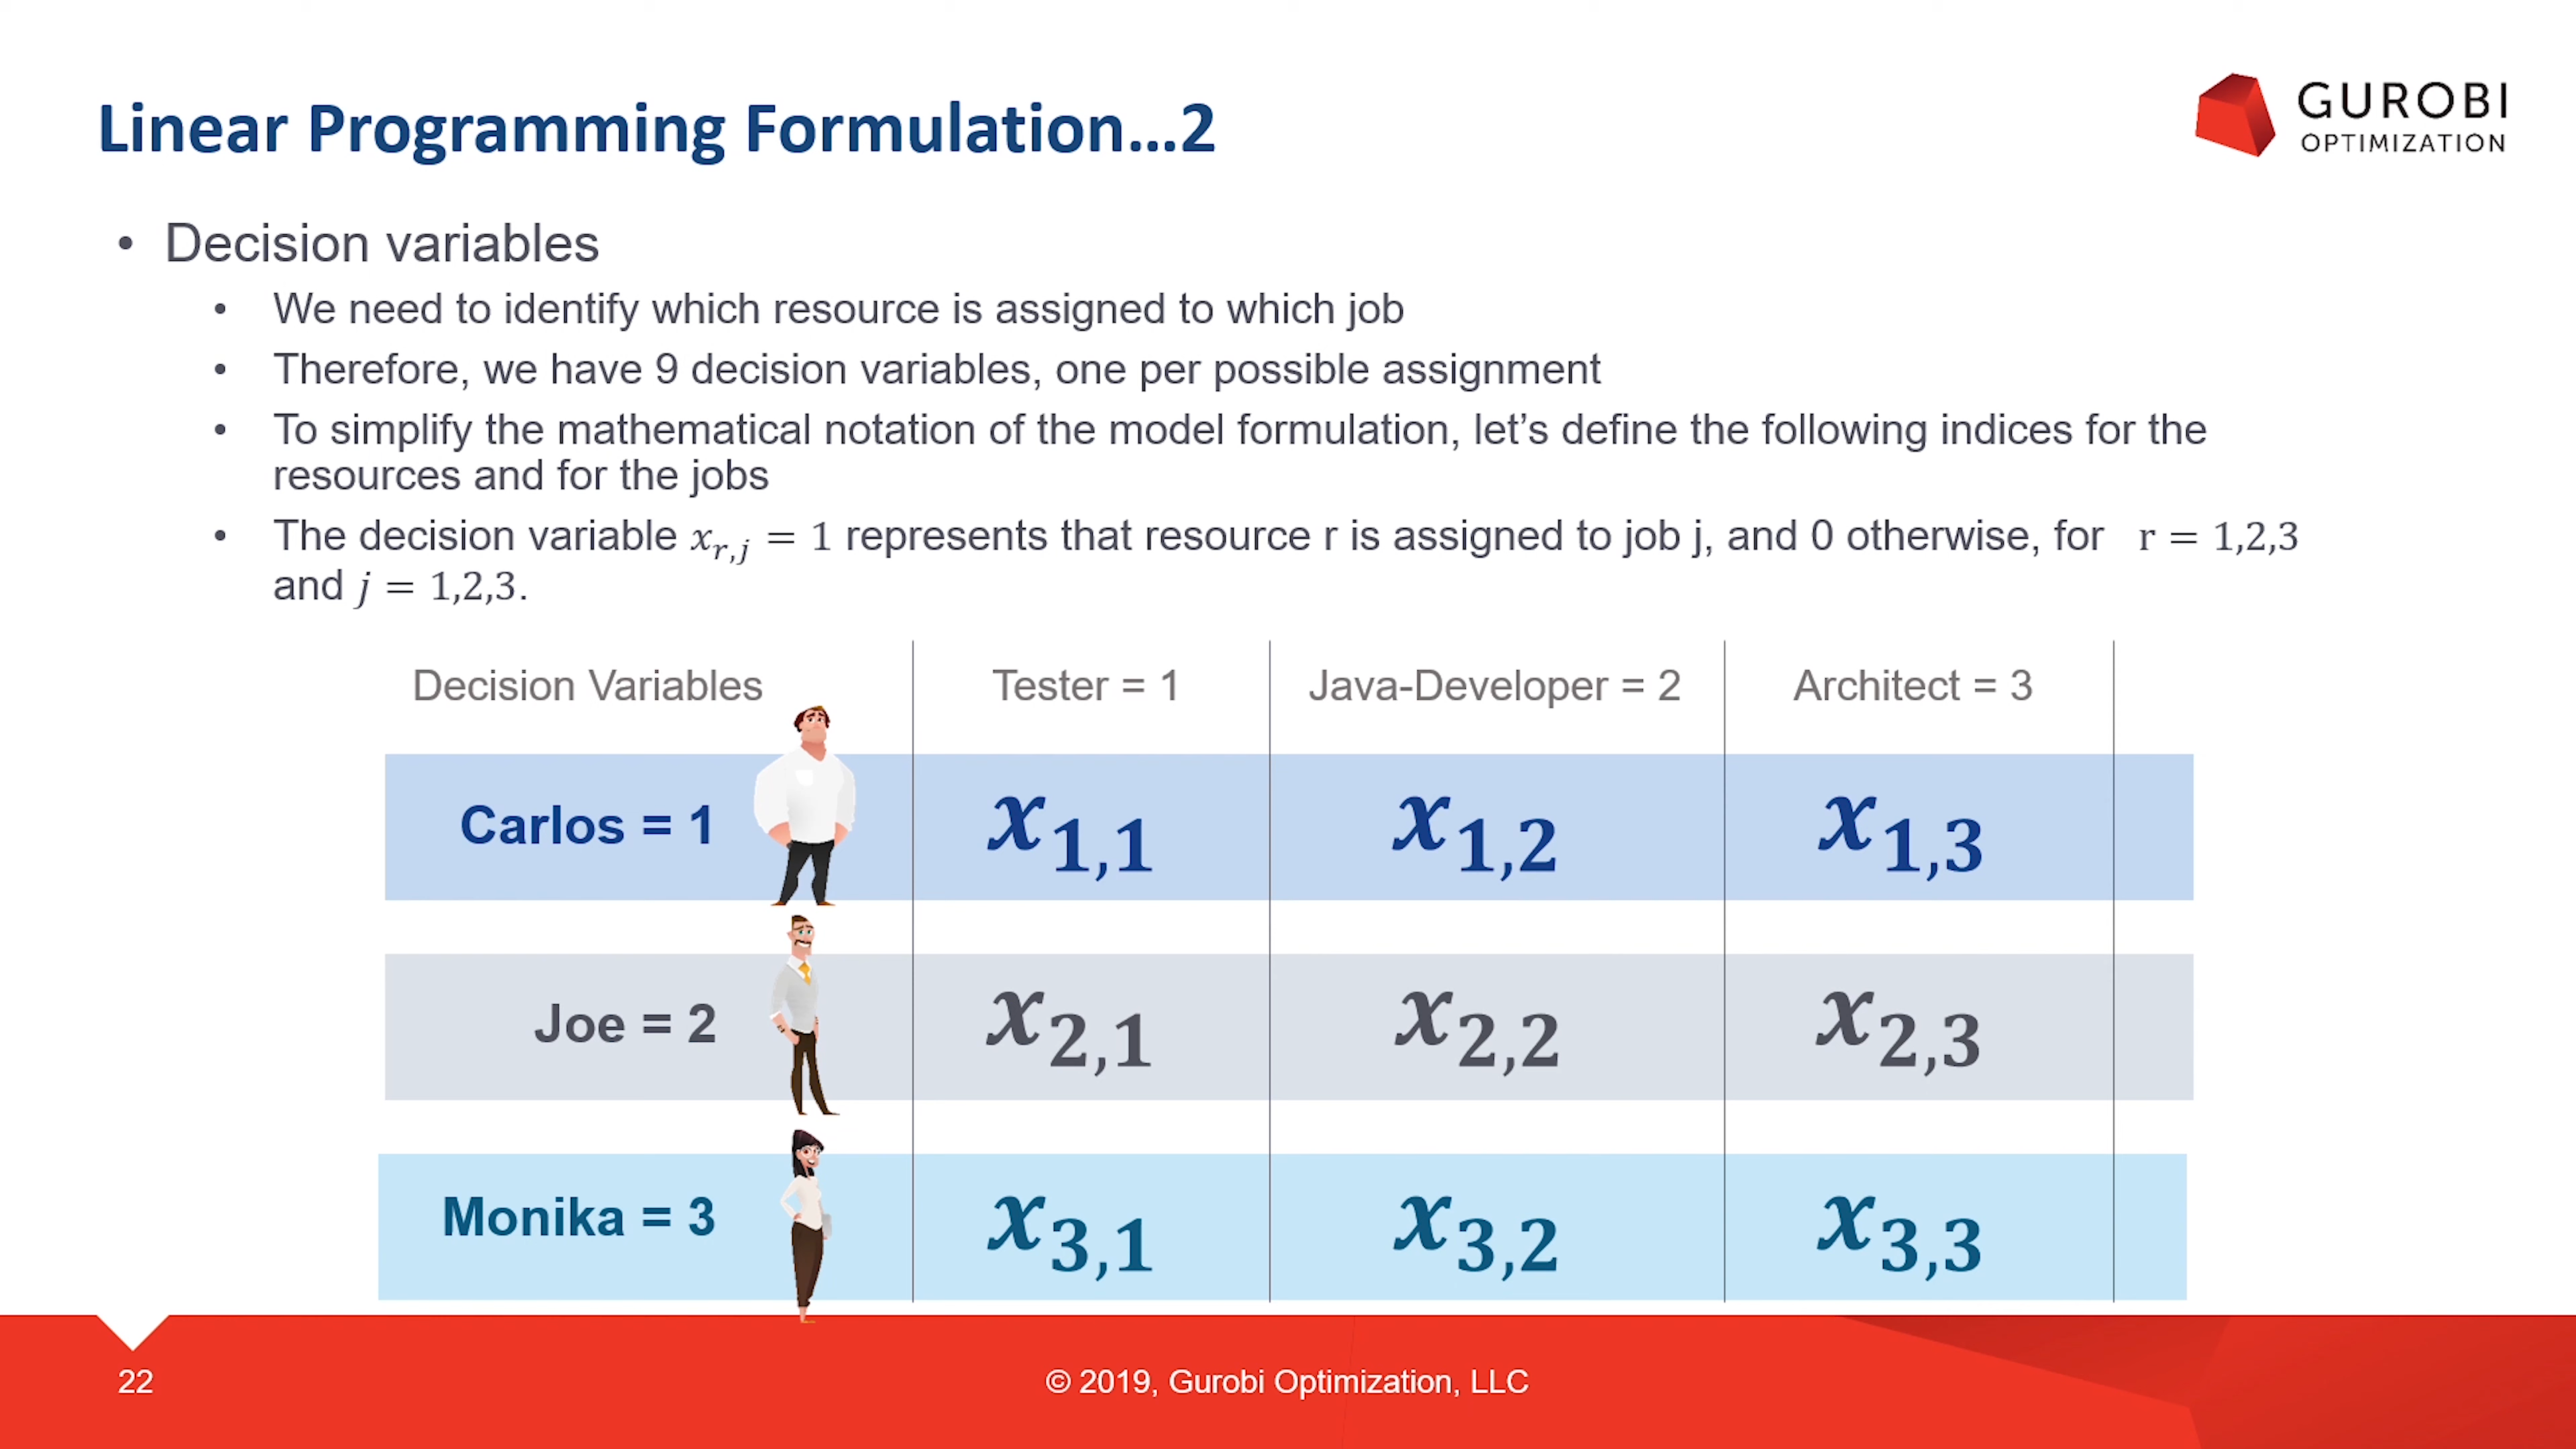 Linear Programming Formulation...2
GUROBI
OPTIMIZATION
• Decision variables
• We need to identify which resource is assigned to which job
• Therefore, we have 9 decision variables, one per possible assignment
• To simplify the mathematical notation of the model formulation, let’s define the following indices for the
resources and for the jobs
• The decision variable x_{r,j} = 1 represents that resource r is assigned to job j, and 0 otherwise, for r = 1,2,3
and j = 1,2,3.
Decision Variables Tester = 1 Java-Developer = 2 Architect = 3
Carlos = 1 x_{1,1} x_{1,2} x_{1,3}
Joe = 2 x_{2,1} x_{2,2} x_{2,3}
Monika = 3 x_{3,1} x_{3,2} x_{3,3}
22
© 2019, Gurobi Optimization, LLC